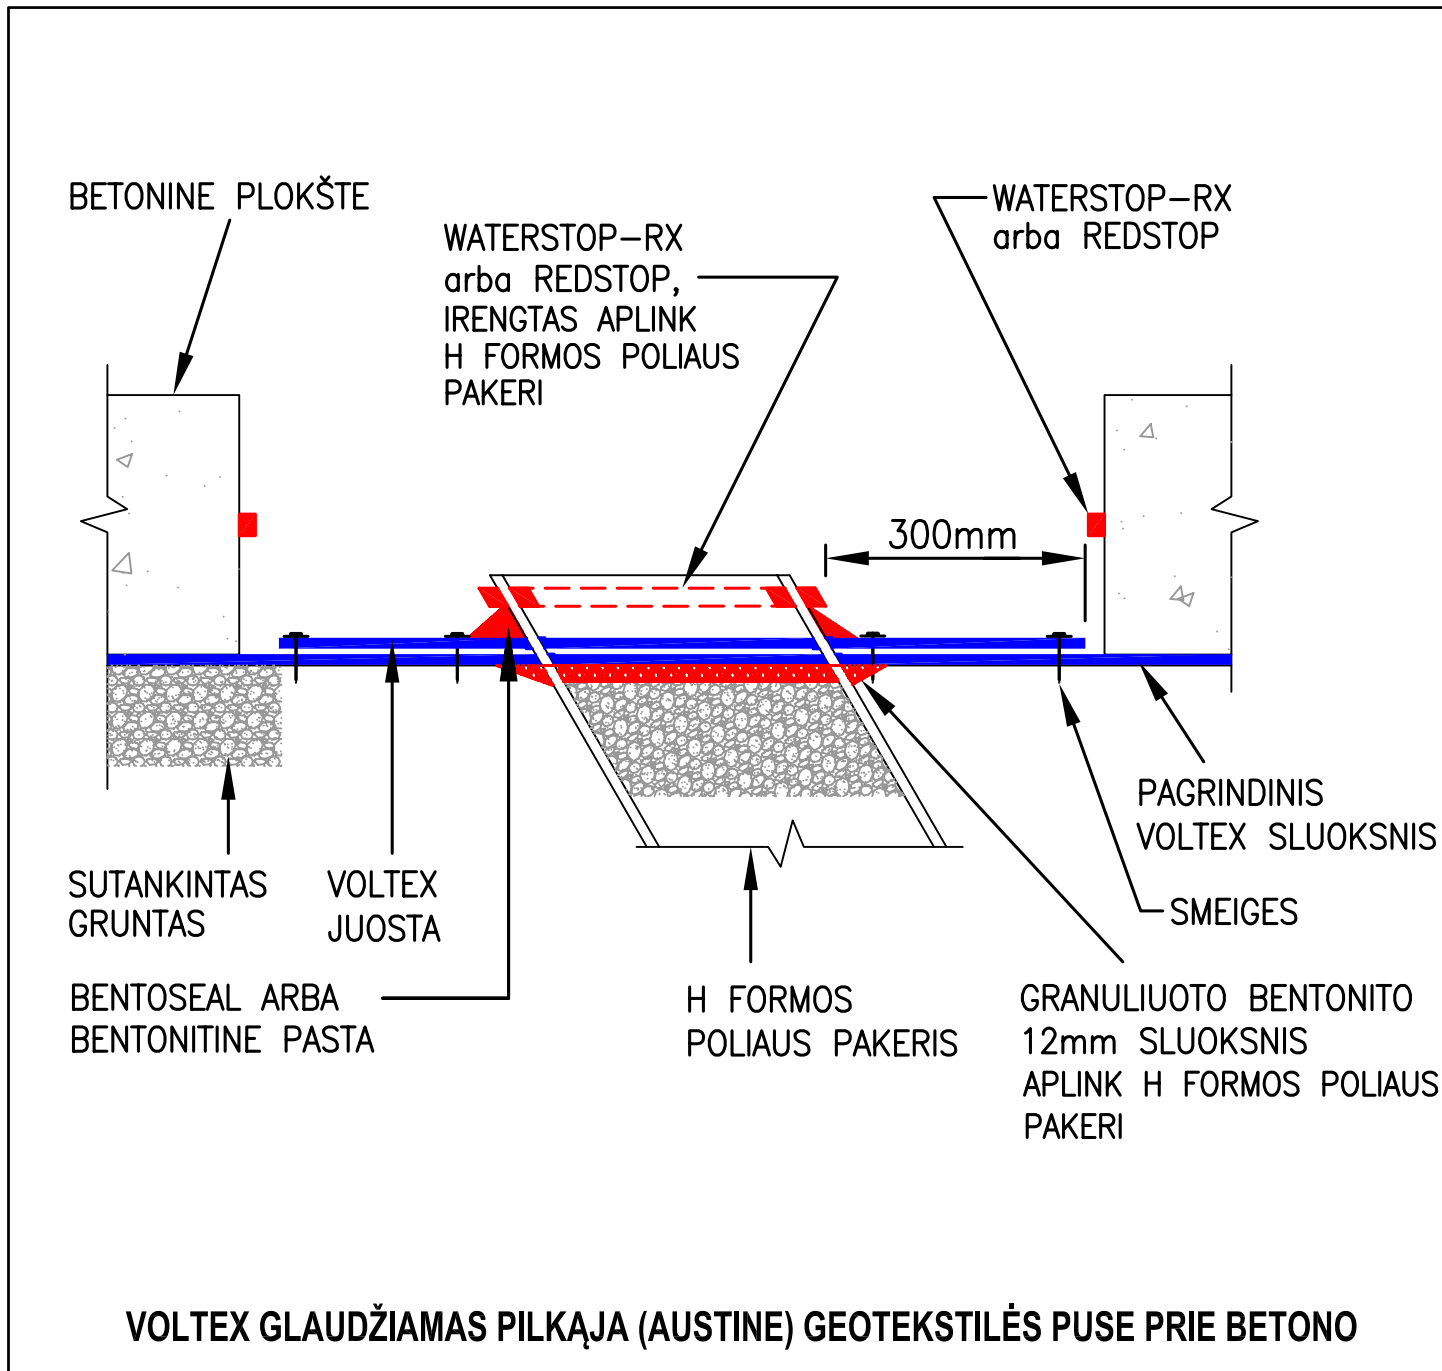 BETONINE PLOKŠTE
WATERSTOP-RX
arba REDSTOP,
IRENGTAS APLINK
H FORMOS POLIAUS
PAKERI
WATERSTOP-RX
arba REDSTOP
300mm
PAGRINDINIS
VOLTEX SLUOKSNIS
SMEIGES
SUTANKINTAS
GRUNTAS
VOLTEX
JUOSTA
BENTOSEAL ARBA
BENTONITINE PASTA
H FORMOS
POLIAUS PAKERIS
GRANULIUOTO BENTONITO
12mm SLUOKSNIS
APLINK H FORMOS POLIAUS
PAKERI
VOLTEX GLAUDŽIAMAS PILKĄJA (AUSTINE) GEOTEKSTILĖS PUSE PRIE BETONO